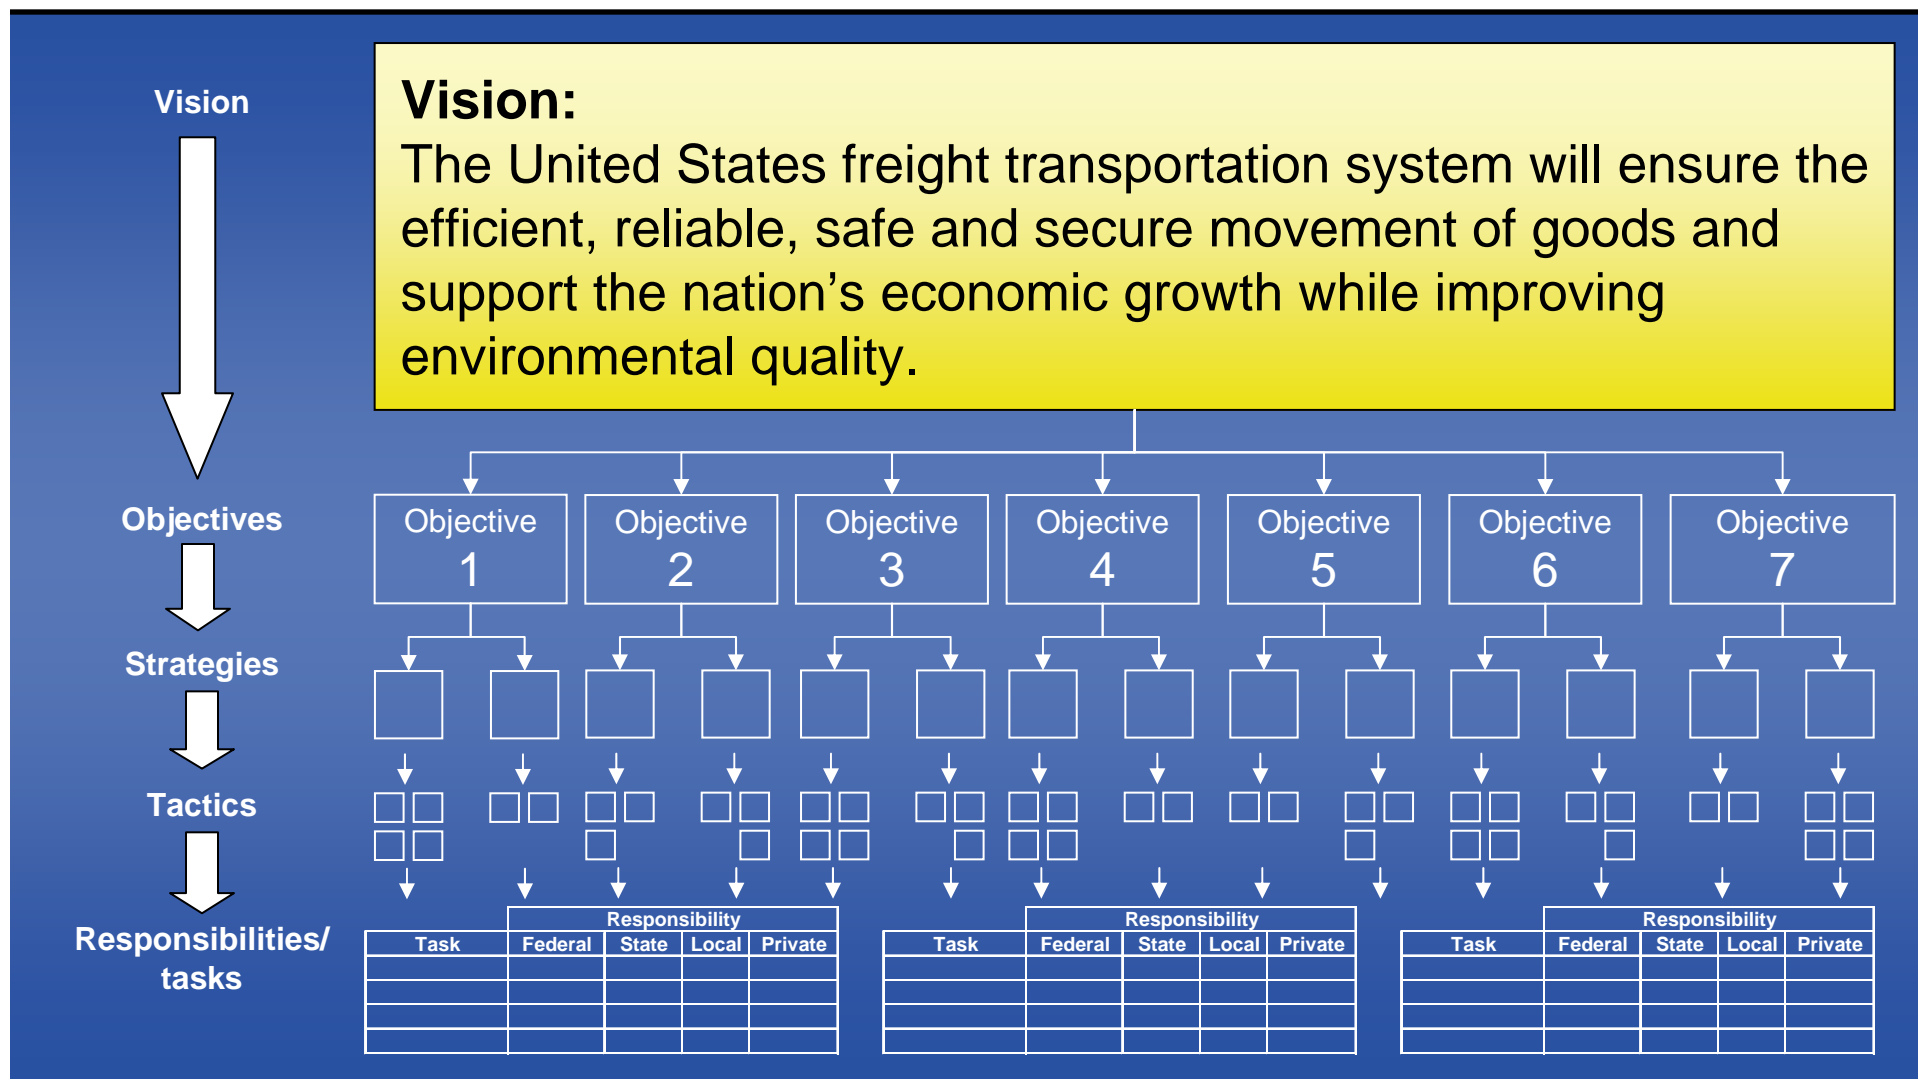 Vision
Vision:
The United States freight transportation system will ensure the
efficient, reliable, safe and secure movement of goods and
support the nation’s economic growth while improving
environmental quality.
Objectives
Objective
1
Objective
2
Objective
3
Objective
4
Objective
5
Objective
6
Objective
7
Strategies
Tactics
Responsibilities/
tasks
Responsibility
Task Federal State Local Private
Responsibility
Task Federal State Local Private
Responsibility
Task Federal State Local Private